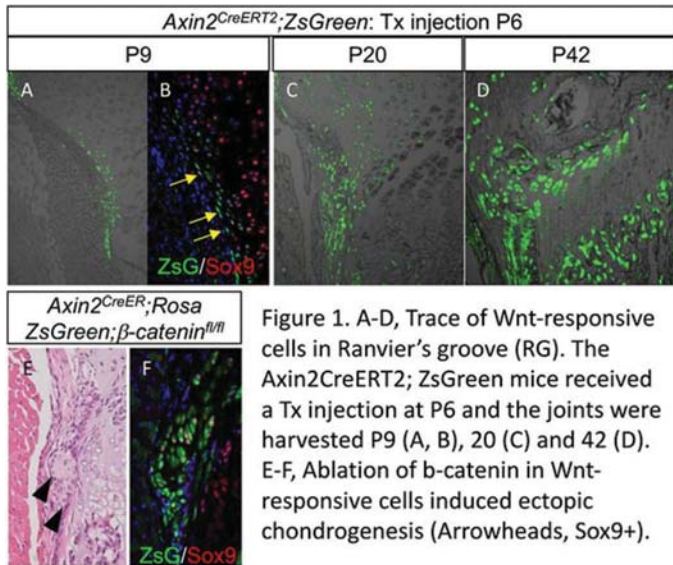 Axin2CreERT2;ZsGreen: Tx injection P6
P9
P20
P42
A
B
C
D
ZsG/Sox9
Axin2CreER;Rosa
ZsGreen;β-cateninfl/fl
E
F
ZsG/Sox9
Figure 1. A-D, Trace of Wnt-responsive
cells in Ranvier’s groove (RG). The
Axin2CreERT2; ZsGreen mice received
a Tx injection at P6 and the joints were
harvested P9 (A, B), 20 (C) and 42 (D).
E-F, Ablation of b-catenin in Wnt-
responsive cells induced ectopic
chondrogenesis (Arrowheads, Sox9+).